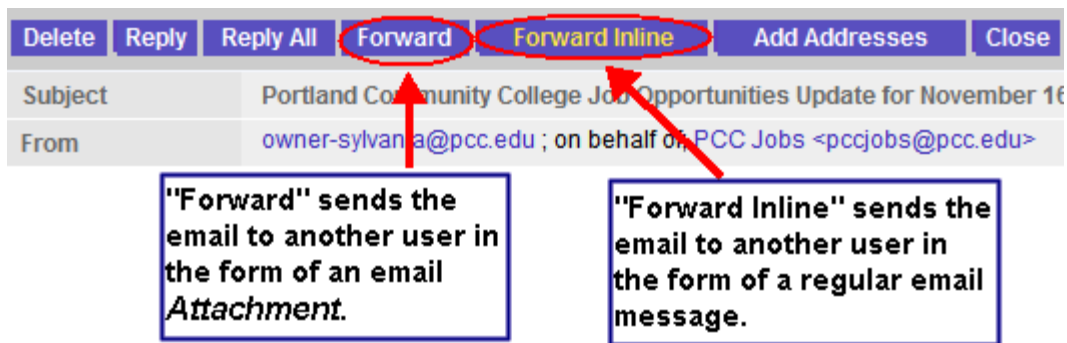 Delete Reply Reply All Forward Forward Inline Add Addresses Close
Subject Portland Community College Job Opportunities Update for November 16
From owner-sylvania@pcc.edu ; on behalf of; PCC Jobs <pccjobs@pcc.edu>
"Forward" sends the
email to another user in
the form of an email
Attachment.
"Forward Inline" sends the
email to another user in
the form of a regular email
message.